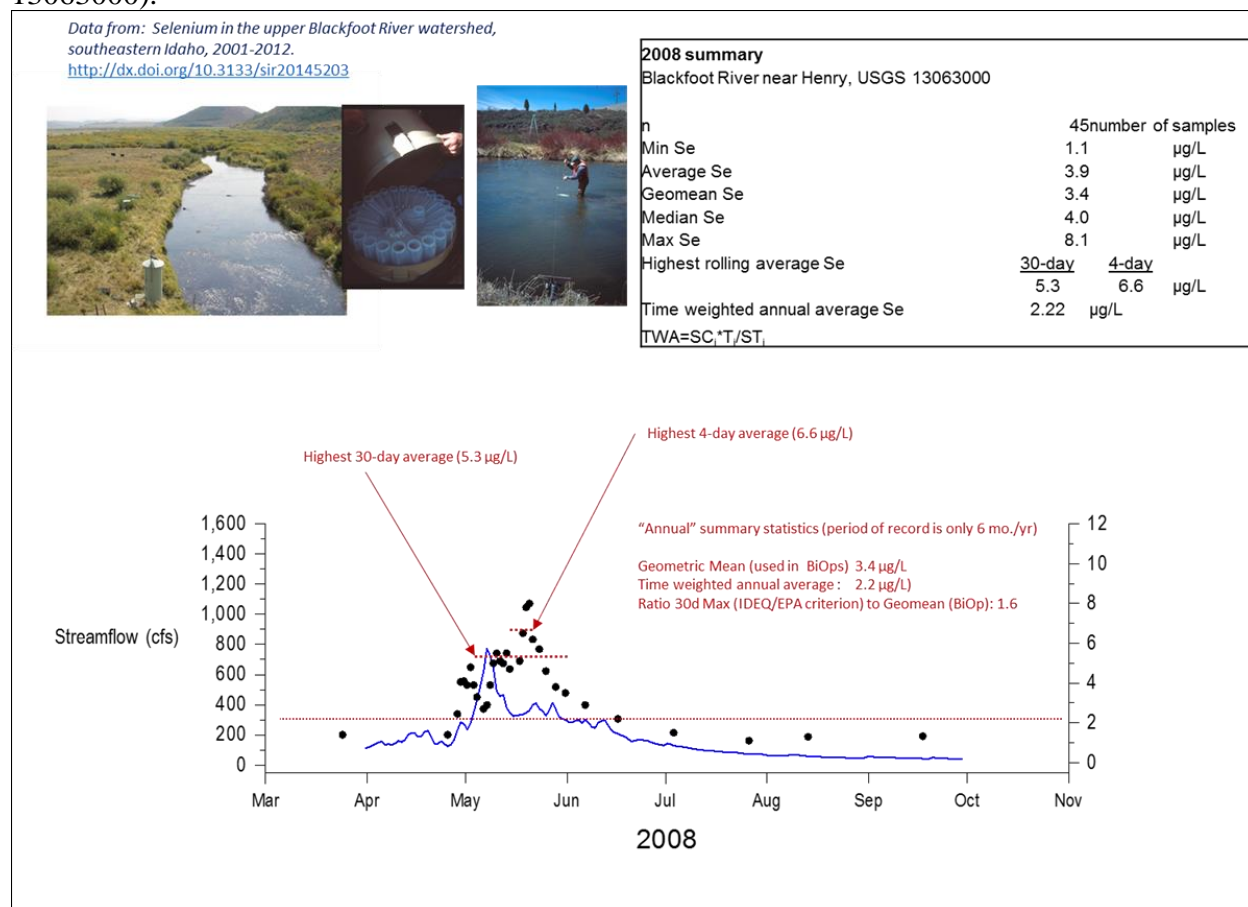 13063000).
Data from: Selenium in the upper Blackfoot River watershed,
southeastern Idaho, 2001-2012.
http://dx.doi.org/10.3133/sir20145203
2008 summary
Blackfoot River near Henry, USGS 13063000
n 45number of samples
Min Se 1.1 µg/L
Average Se 3.9 µg/L
Geomean Se 3.4 µg/L
Median Se 4.0 µg/L
Max Se 8.1 µg/L
Highest rolling average Se 30-day 4-day
5.3 6.6 µg/L
Time weighted annual average Se 2.22 µg/L
TWA=SCᵢ*Tᵢ/STᵢ
Highest 4-day average (6.6 µg/L)
Highest 30-day average (5.3 µg/L)
"Annual" summary statistics (period of record is only 6 mo./yr)
Geometric Mean (used in BiOps) 3.4 µg/L
Time weighted annual average: 2.2 µg/L)
Ratio 30d Max (IDEQ/EPA criterion) to Geomean (BiOp): 1.6
Streamflow (cfs)
1,600
1,400
1,200
1,000
800
600
400
200
0
12
10
8
6
4
2
0
Mar Apr May Jun Jul Aug Sep Oct Nov
2008